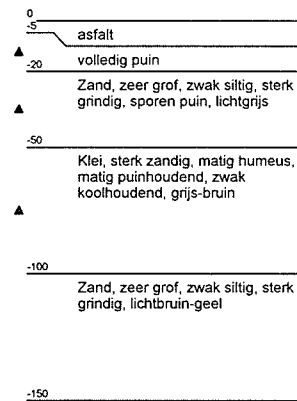 0
-5
asfalt
volledig puin
-20
Zand, zeer grof, zwak siltig, sterk
grindig, sporen puin, lichtgrijs
-50
Klei, sterk zandig, matig humeus,
matig puinhoudend, zwak
koolhoudend, grijs-bruin
-100
Zand, zeer grof, zwak siltig, sterk
grindig, lichtbruin-geel
-150